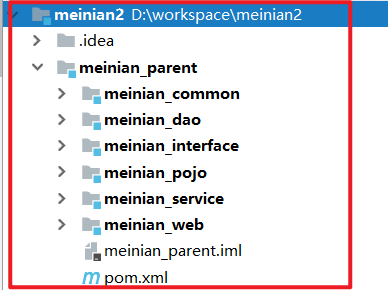 meinian2 D:\workspace\meinian2
.idea
meinian_parent
meinian_common
meinian_dao
meinian_interface
meinian_pojo
meinian_service
meinian_web
meinian_parent.iml
pom.xml